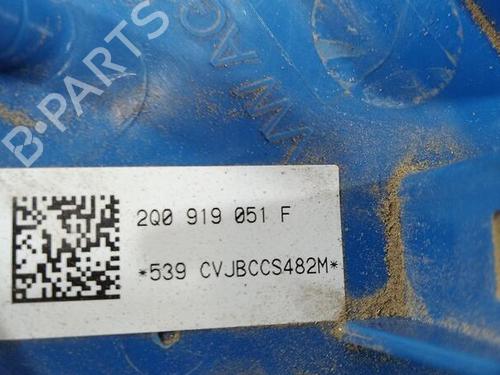 B-PARTS
2Q0 919 051 F
*539 CVJBCCS482M*